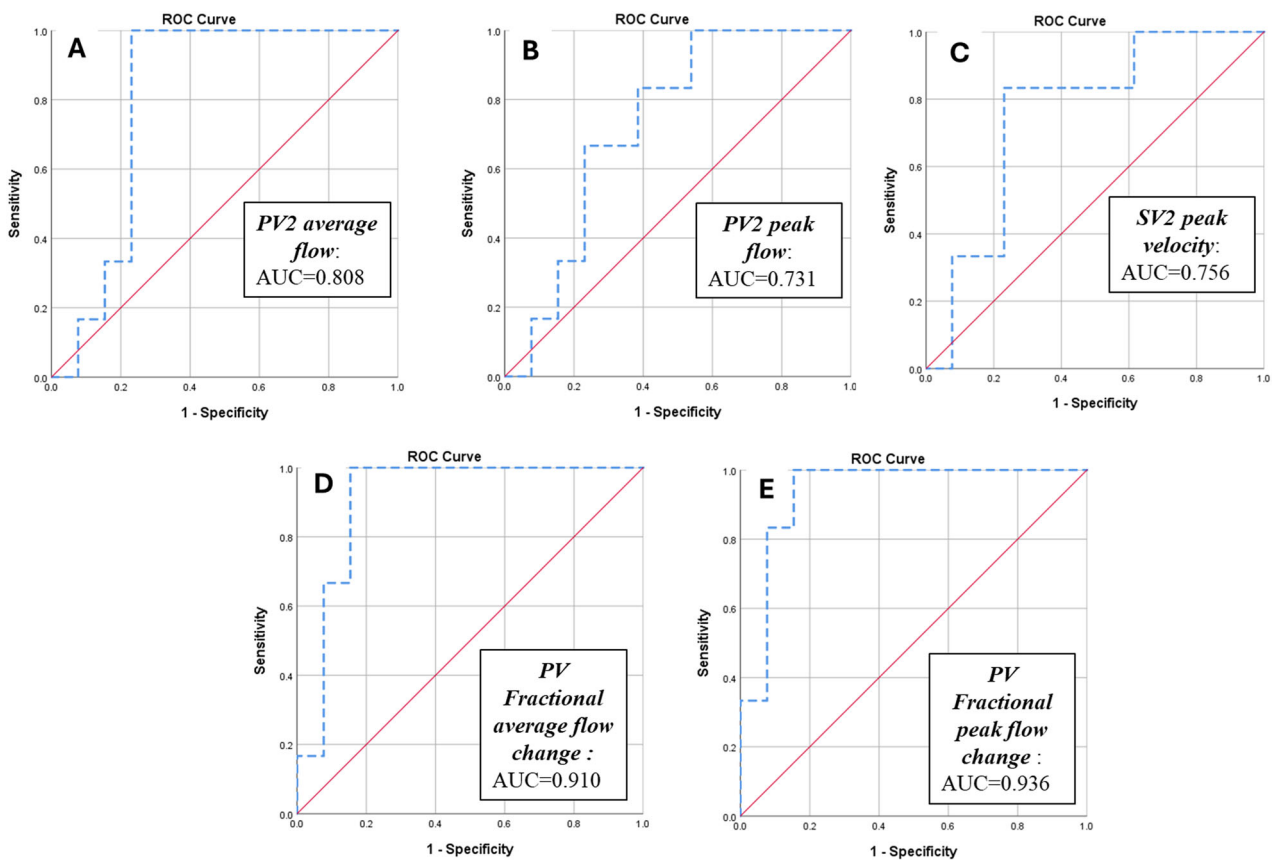 ROC Curve
A
1.0
0.8
0.6
0.4
0.2
0.0
Sensitivity
0.0 0.2 0.4 0.6 0.8 1.0
1 - Specificity
PV2 average
flow:
AUC=0.808
ROC Curve
B
1.0
0.8
0.6
0.4
0.2
0.0
Sensitivity
0.0 0.2 0.4 0.6 0.8 1.0
1 - Specificity
PV2 peak
flow:
AUC=0.731
ROC Curve
C
1.0
0.8
0.6
0.4
0.2
0.0
Sensitivity
0.0 0.2 0.4 0.6 0.8 1.0
1 - Specificity
SV2 peak
velocity:
AUC=0.756
ROC Curve
D
1.0
0.8
0.6
0.4
0.2
0.0
Sensitivity
0.0 0.2 0.4 0.6 0.8 1.0
1 - Specificity
PV
Fractional
average flow
change :
AUC=0.910
ROC Curve
E
1.0
0.8
0.6
0.4
0.2
0.0
Sensitivity
0.0 0.2 0.4 0.6 0.8 1.0
1 - Specificity
PV
Fractional
peak flow
change :
AUC=0.936